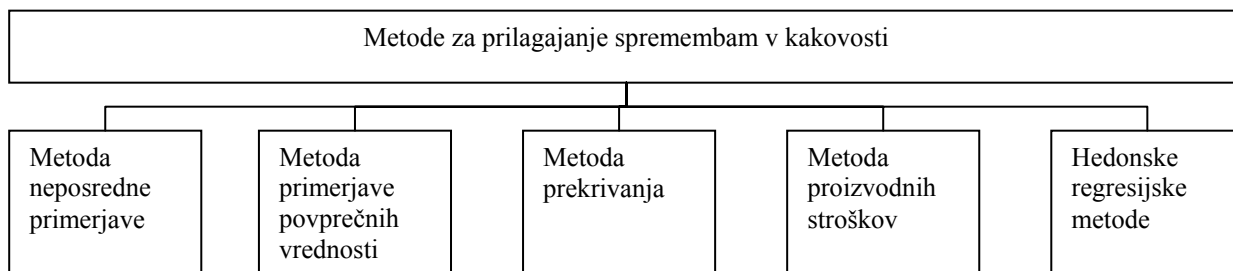 Metode za prilagajanje spremembam v kakovosti
Metoda
neposredne
primerjave
Metoda
primerjave
povprečnih
vrednosti
Metoda
prekrivanja
Metoda
proizvodnih
stroškov
Hedonske
regresijske
metode